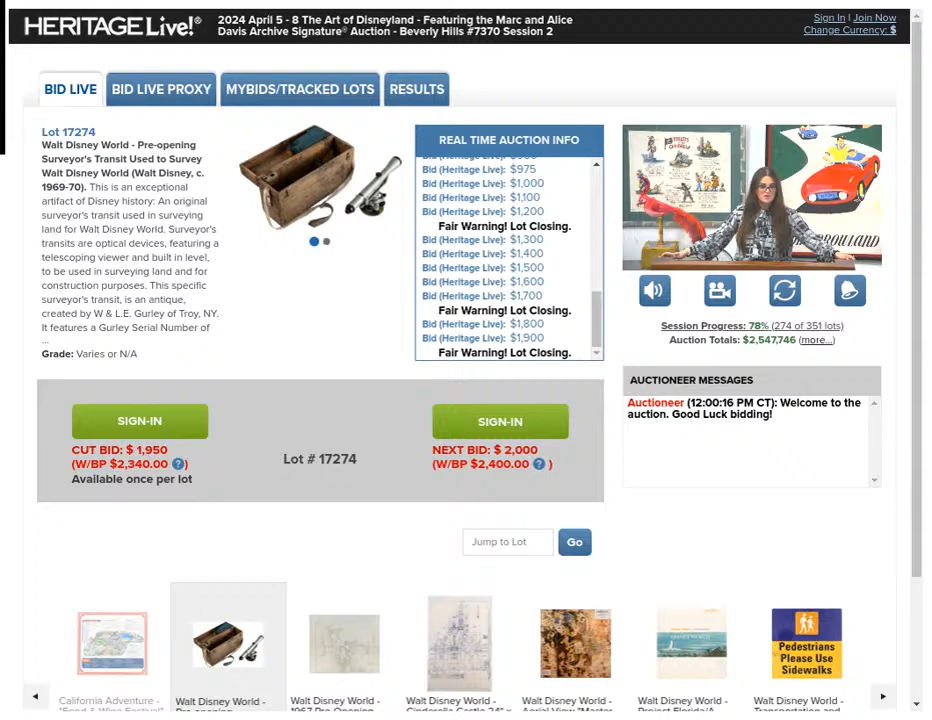 HERITAGE Live!®
2024 April 5 - 8 The Art of Disneyland - Featuring the Marc and Alice
Davis Archive Signature® Auction - Beverly Hills #7370 Session 2
Sign In | Join Now
Change Currency: $
BID LIVE
BID LIVE PROXY
MYBIDS/TRACKED LOTS
RESULTS
Lot 17274
Walt Disney World - Pre-opening
Surveyor's Transit Used to Survey
Walt Disney World (Walt Disney, c.
1969-70). This is an exceptional
artifact of Disney history: An original
surveyor's transit used in surveying
land for Walt Disney World. Surveyor's
transits are optical devices, featuring a
telescoping viewer and built in level,
to be used in surveying land and for
construction purposes. This specific
surveyor's transit, is an antique,
created by W & L.E. Gurley of Troy, NY.
It features a Gurley Serial Number of
...
Grade: Varies or N/A
REAL TIME AUCTION INFO
Bid (Heritage Live): $975
Bid (Heritage Live): $1,000
Bid (Heritage Live): $1,100
Bid (Heritage Live): $1,200
Fair Warning! Lot Closing.
Bid (Heritage Live): $1,300
Bid (Heritage Live): $1,400
Bid (Heritage Live): $1,500
Bid (Heritage Live): $1,600
Bid (Heritage Live): $1,700
Fair Warning! Lot Closing.
Bid (Heritage Live): $1,800
Bid (Heritage Live): $1,900
Fair Warning! Lot Closing.
Session Progress: 78% (274 of 351 lots)
Auction Totals: $2,547,746 (more...)
AUCTIONEER MESSAGES
Auctioneer (12:00:16 PM CT): Welcome to the
auction. Good Luck bidding!
SIGN-IN
CUT BID: $ 1,950
(W/BP $2,340.00 ?)
Available once per lot
Lot # 17274
SIGN-IN
NEXT BID: $ 2,000
(W/BP $2,400.00 ? )
Jump to Lot
Go
Pedestrians
Please Use
Sidewalks
California Adventure -
Walt Disney World -
Walt Disney World -
Walt Disney World -
Walt Disney World -
Walt Disney World -
Walt Disney World -